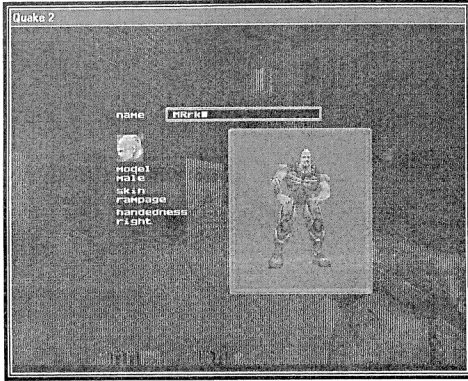 Quake 2
name MRrk
model
male
skin
rampage
handedness
right